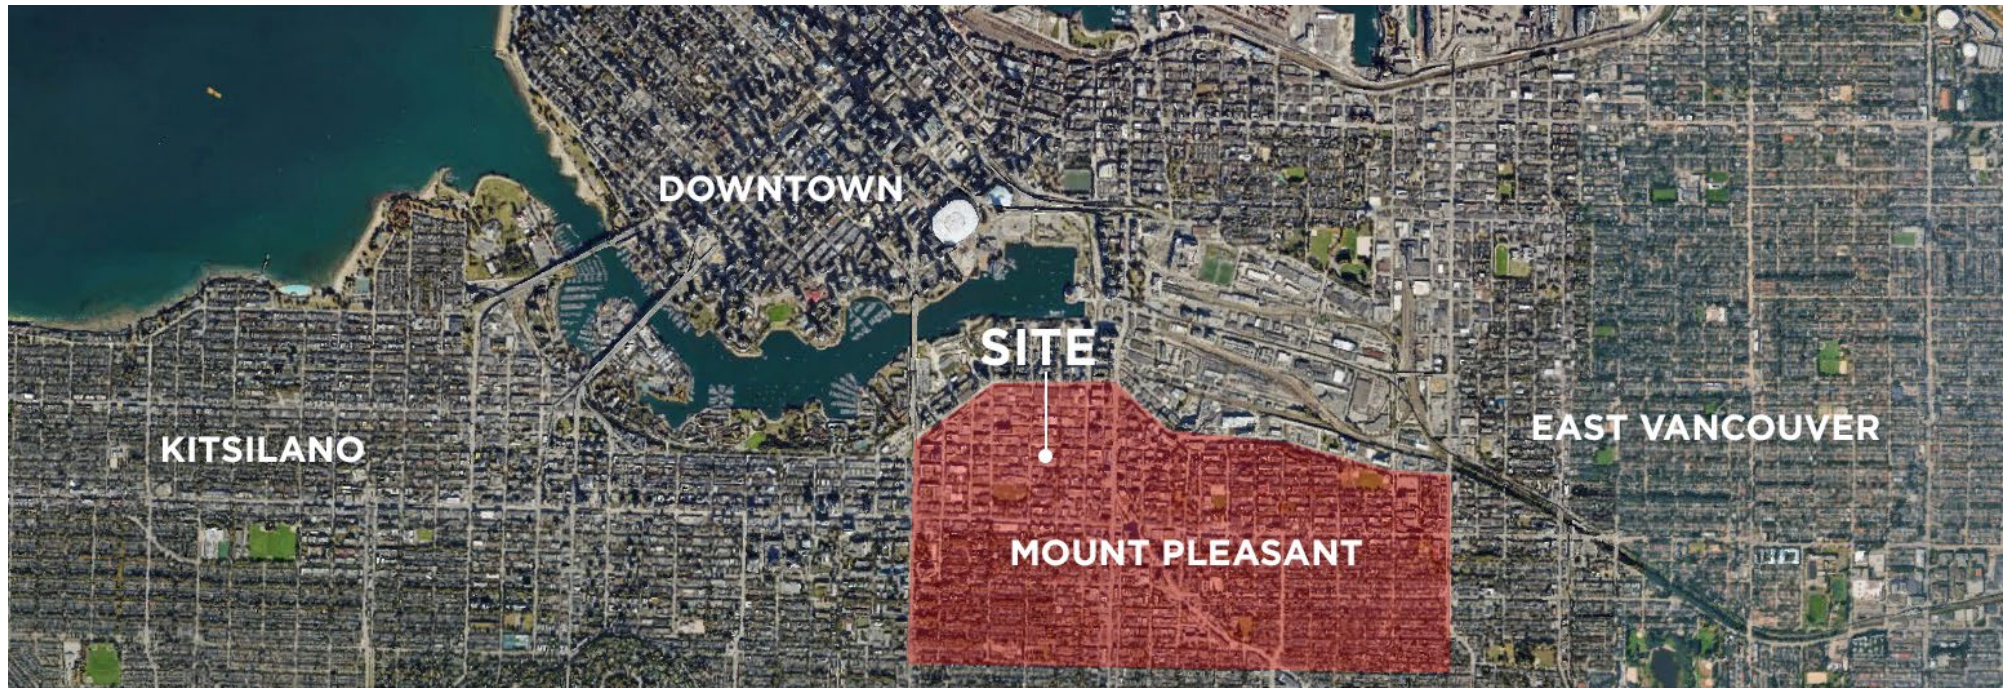 DOWNTOWN
SITE
KITSILANO
EAST VANCOUVER
MOUNT PLEASANT